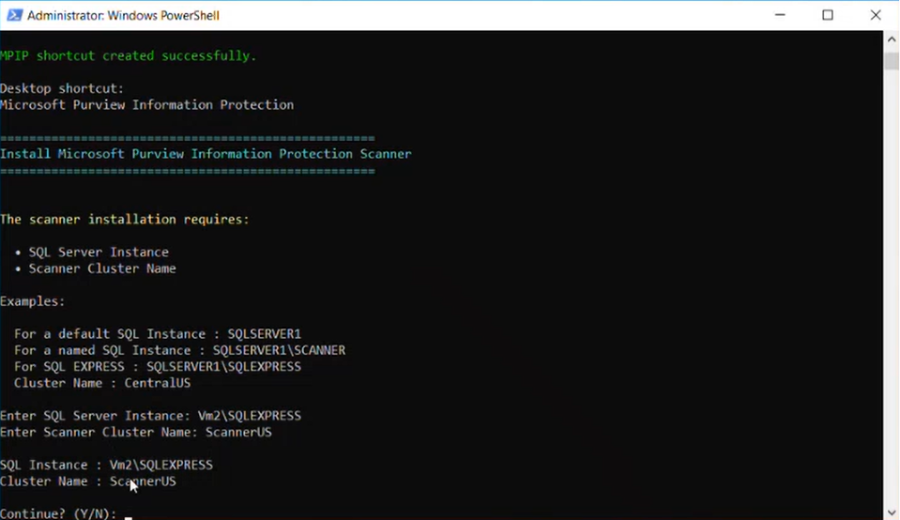 Administrator: Windows PowerShell
MPIP shortcut created successfully.
Desktop shortcut:
Microsoft Purview Information Protection
===================================================
Install Microsoft Purview Information Protection Scanner
===================================================
The scanner installation requires:
• SQL Server Instance
• Scanner Cluster Name
Examples:
For a default SQL Instance : SQLSERVER1
For a named SQL Instance : SQLSERVER1\SCANNER
For SQL EXPRESS : SQLSERVER1\SQLEXPRESS
Cluster Name : CentralUS
Enter SQL Server Instance: Vm2\SQLEXPRESS
Enter Scanner Cluster Name: ScannerUS
SQL Instance : Vm2\SQLEXPRESS
Cluster Name : ScannerUS
Continue? (Y/N):